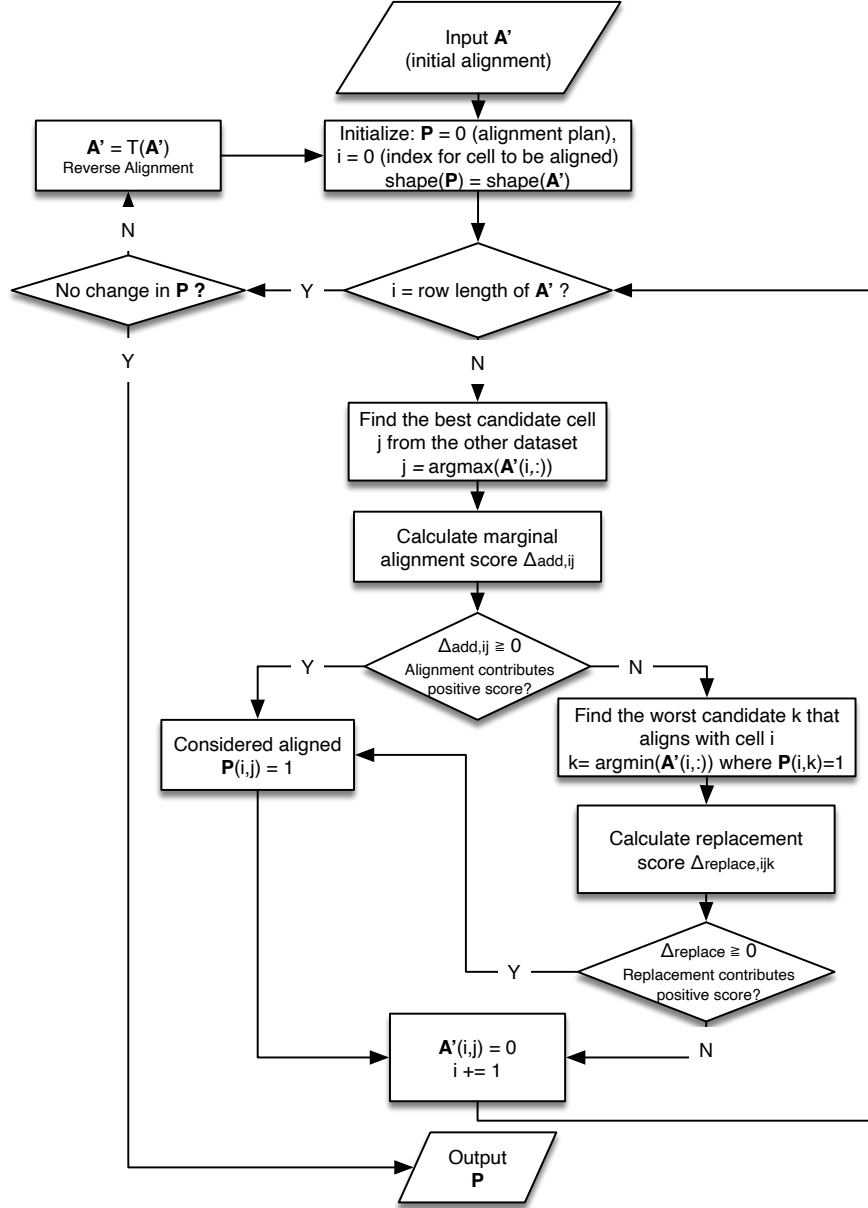 Input A'
(initial alignment)
A' = T(A')
Reverse Alignment
Initialize: P = 0 (alignment plan),
i = 0 (index for cell to be aligned)
shape(P) = shape(A')
N
No change in P ?
Y
i = row length of A' ?
Y
N
Find the best candidate cell
j from the other dataset
j = argmax(A'(i,:))
Calculate marginal
alignment score Δadd,ij
Δadd,ij ≧ 0
Alignment contributes
positive score?
Y
N
Considered aligned
P(i,j) = 1
Find the worst candidate k that
aligns with cell i
k= argmin(A'(i,:)) where P(i,k)=1
Calculate replacement
score Δreplace,ijk
Δreplace ≧ 0
Replacement contributes
positive score?
Y
N
A'(i,j) = 0
i += 1
Output
P